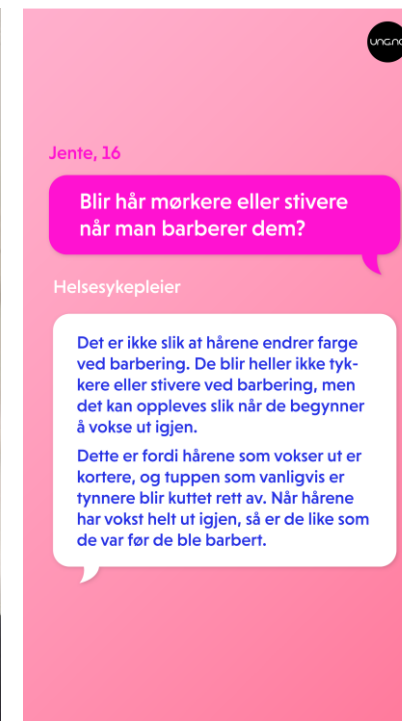 ung.no
Jente, 16
Blir hår mørkere eller stivere
når man barberer dem?
Helsesykepleier
Det er ikke slik at hårene endrer farge
ved barbering. De blir heller ikke tyk-
kere eller stivere ved barbering, men
det kan oppleves slik når de begynner
å vokse ut igjen.
Dette er fordi hårene som vokser ut er
kortere, og tuppen som vanligvis er
tynnere blir kuttet rett av. Når hårene
har vokst helt ut igjen, så er de like som
de var før de ble barbert.